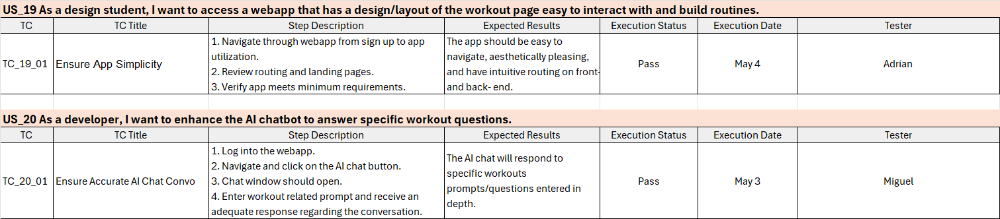 US_19 As a design student, I want to access a webapp that has a design/layout of the workout page easy to interact with and build routines.
TC TC Title Step Description Expected Results Execution Status Execution Date Tester
TC_19_01
Ensure App Simplicity
1. Navigate through webapp from sign up to app
utilization.
2. Review routing and landing pages.
3. Verify app meets minimum requirements.
The app should be easy to
navigate, aesthetically pleasing,
and have intuitive routing on front-
and back- end.
Pass
May 4
Adrian
US_20 As a developer, I want to enhance the AI chatbot to answer specific workout questions.
TC TC Title Step Description Expected Results Execution Status Execution Date Tester
TC_20_01
Ensure Accurate AI Chat Convo
1. Log into the webapp.
2. Navigate and click on the AI chat button.
3. Chat window should open.
4. Enter workout related prompt and receive an
adequate response regarding the conversation.
The AI chat will respond to
specific workouts
prompts/questions entered in
depth.
Pass
May 3
Miguel